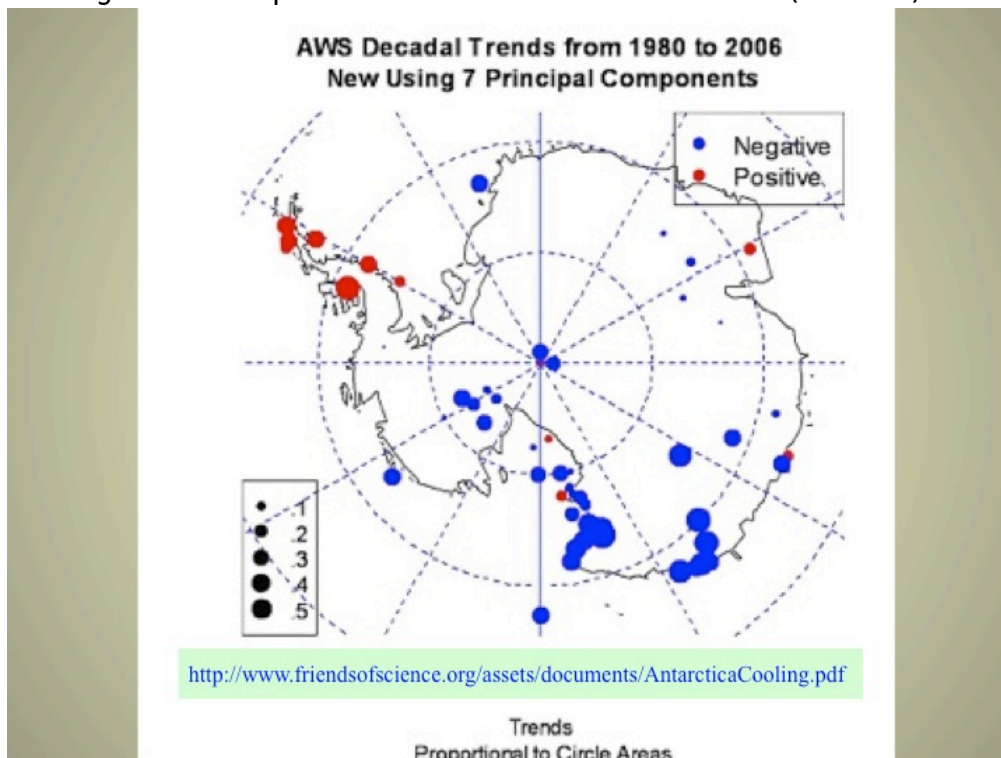 AWS Decadal Trends from 1980 to 2006
New Using 7 Principal Components
Negative
Positive
.1
.2
.3
.4
.5
http://www.friendsofscience.org/assets/documents/AntarcticaCooling.pdf
Trends
Proportional to Circle Areas